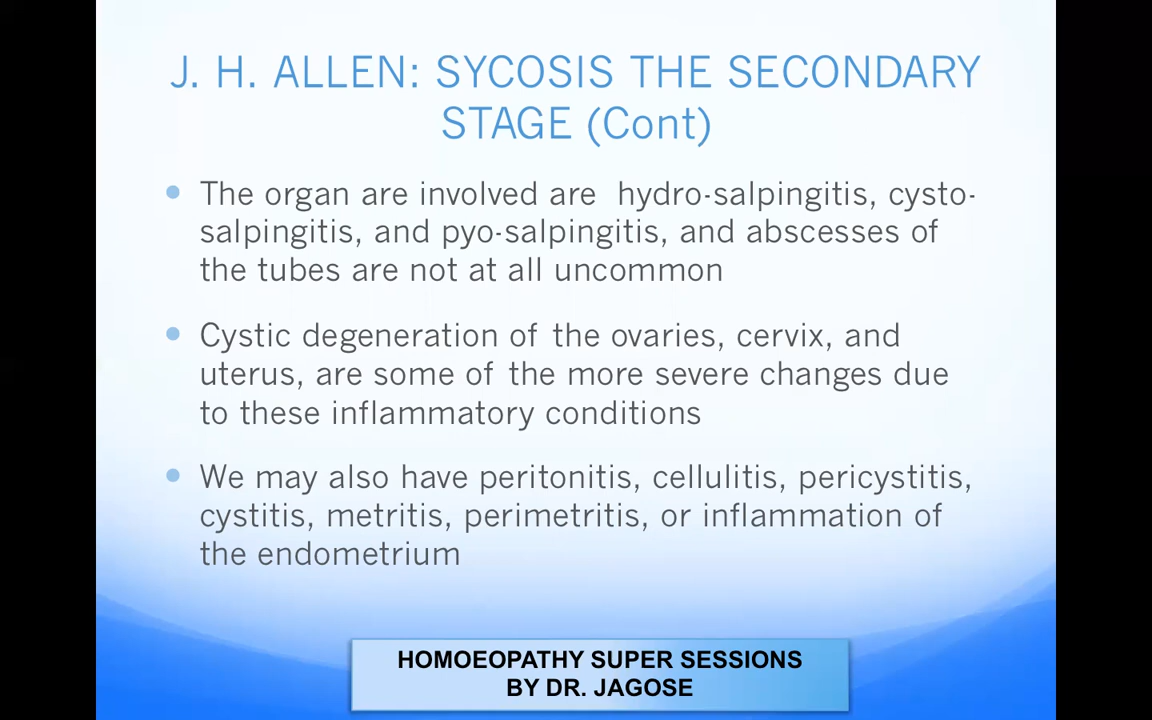 J. H. ALLEN: SYCOSIS THE SECONDARY
STAGE (Cont)
The organ are involved are hydro-salpingitis, cysto-
salpingitis, and pyo-salpingitis, and abscesses of
the tubes are not at all uncommon
Cystic degeneration of the ovaries, cervix, and
uterus, are some of the more severe changes due
to these inflammatory conditions
We may also have peritonitis, cellulitis, pericystitis,
cystitis, metritis, perimetritis, or inflammation of
the endometrium
HOMOEOPATHY SUPER SESSIONS
BY DR. JAGOSE